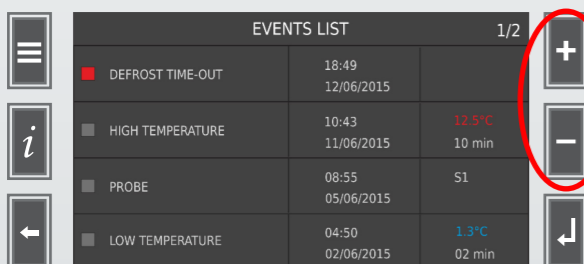 EVENTS LIST 1/2
DEFROST TIME-OUT
18:49
12/06/2015
HIGH TEMPERATURE
10:43
11/06/2015
12.5°C
10 min
PROBE
08:55
05/06/2015
S1
LOW TEMPERATURE
04:50
02/06/2015
1.3°C
02 min
i
+
−